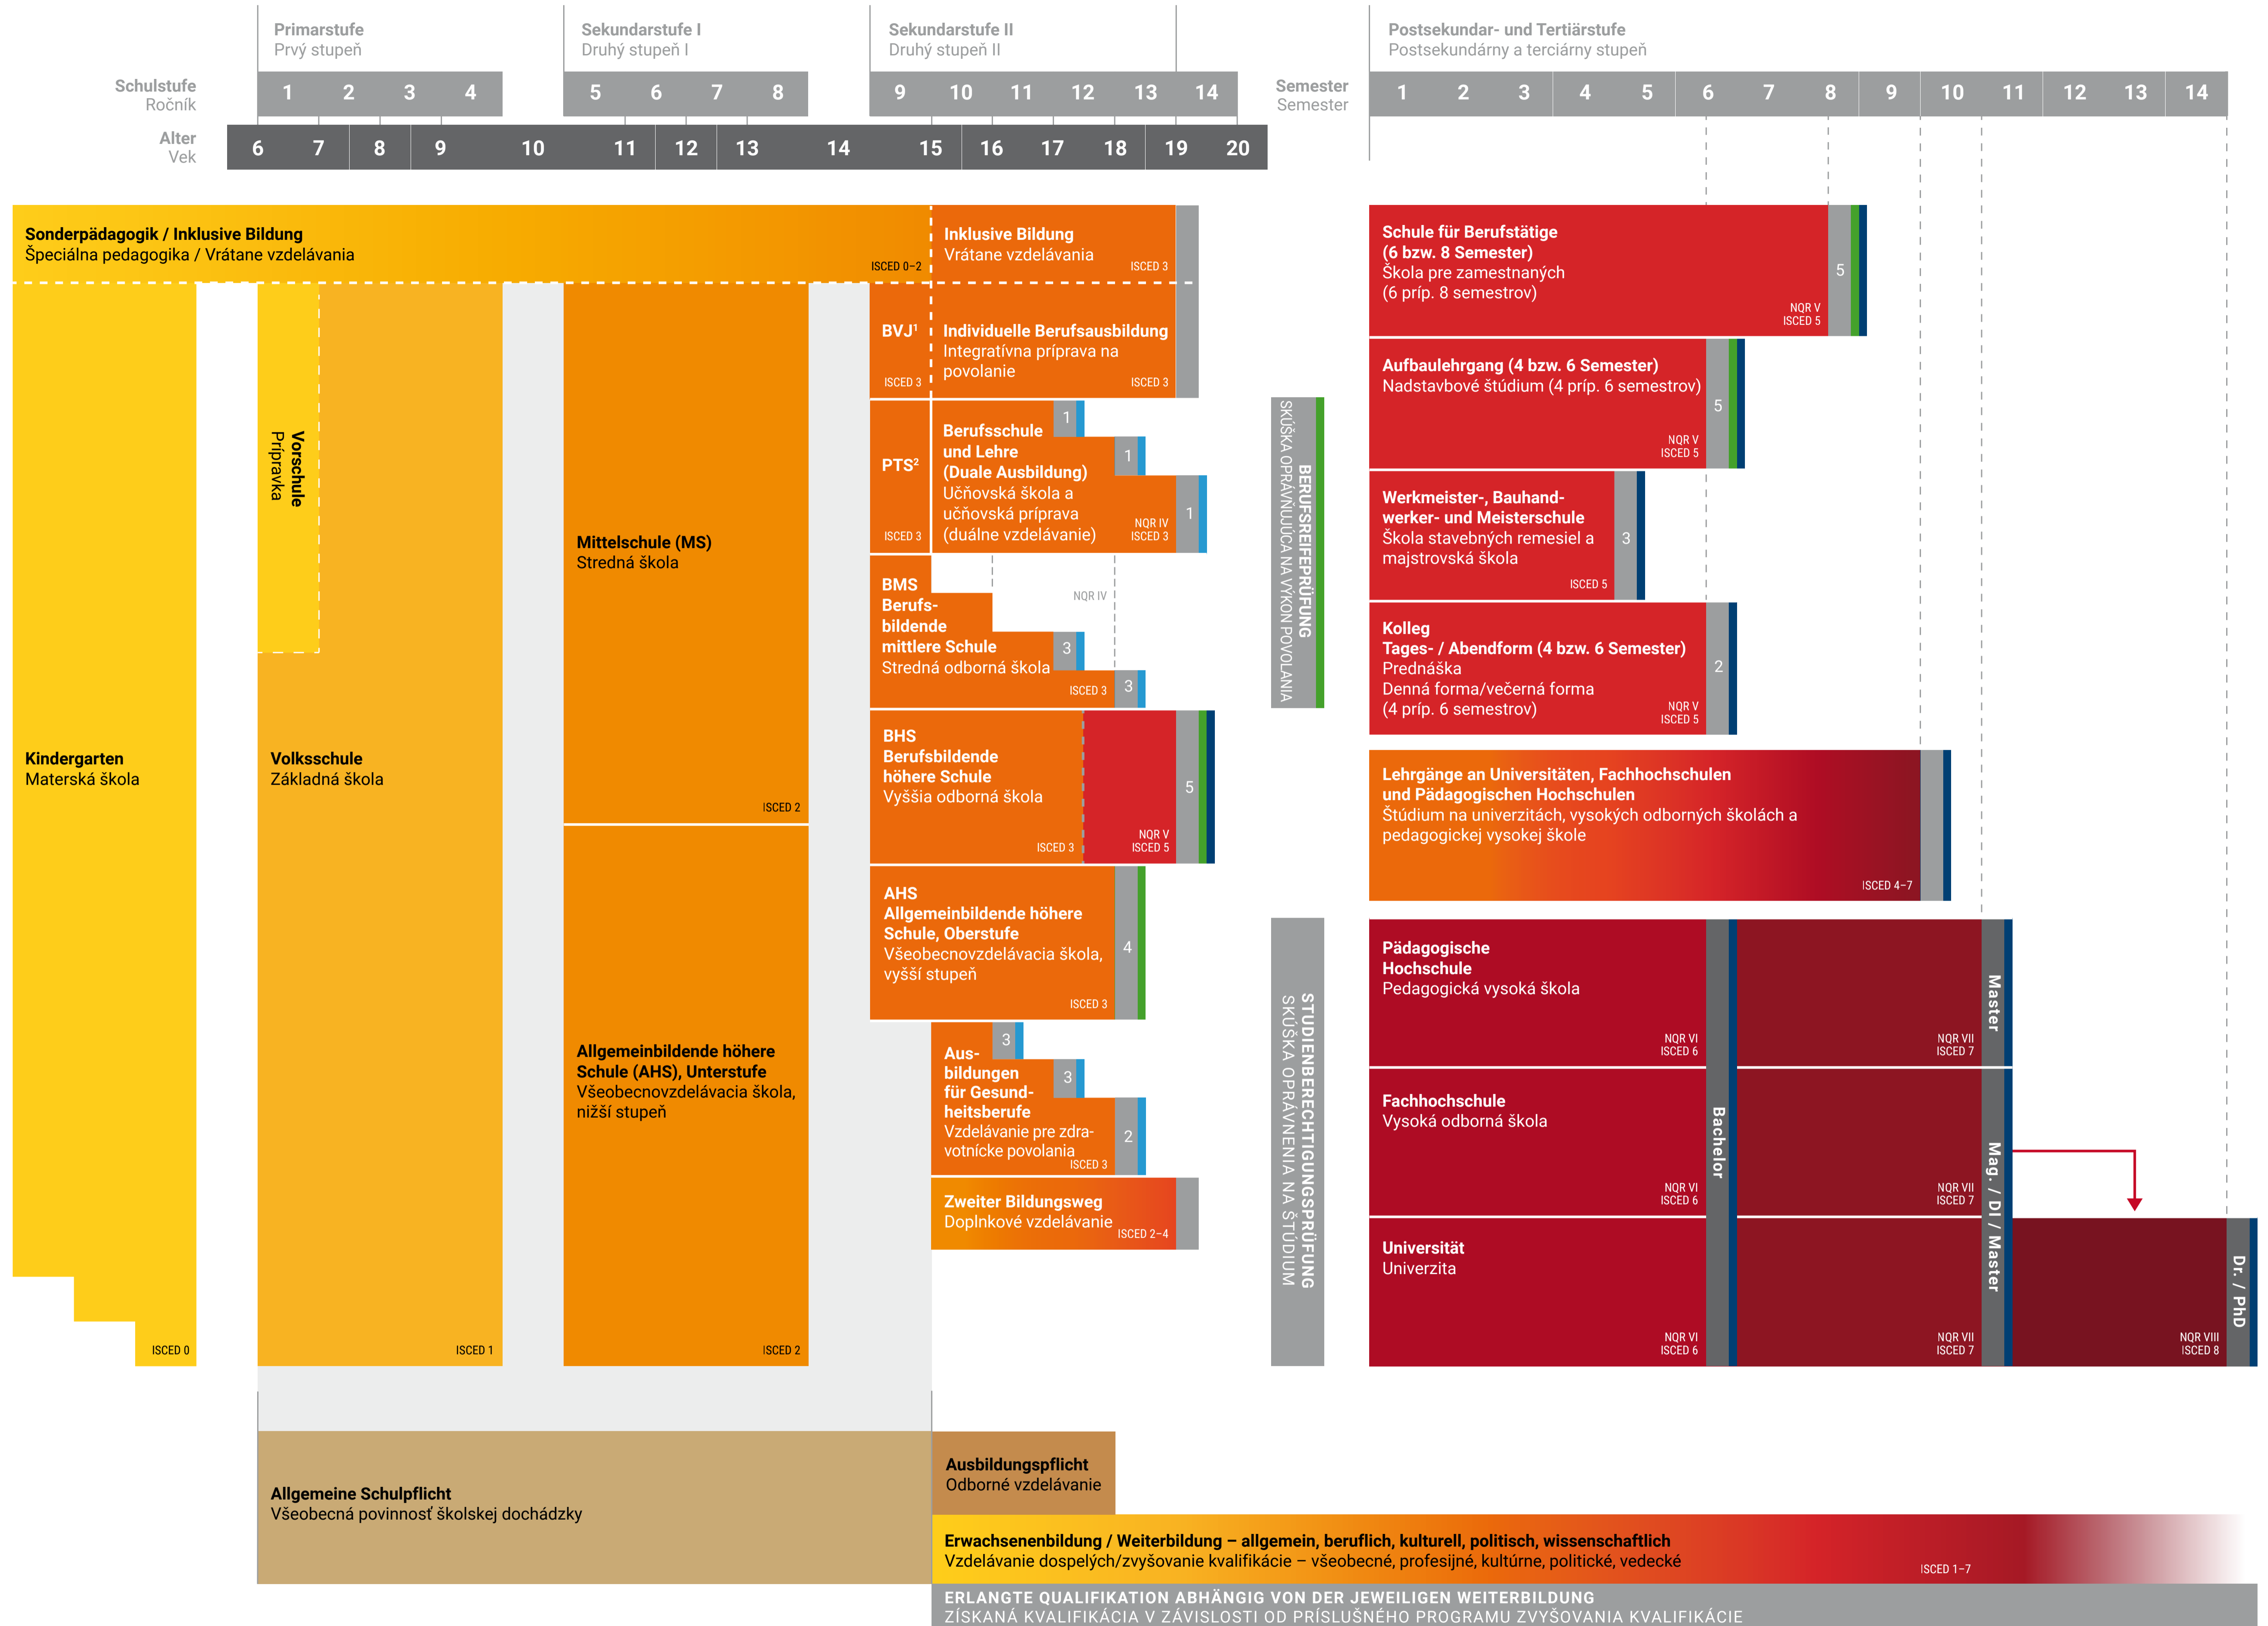 Primarstufe
Prvý stupeň
Sekundarstufe I
Druhý stupeň I
Sekundarstufe II
Druhý stupeň II
Postsekundar- und Tertiärstufe
Postsekundárny a terciárny stupeň
Schulstufe
Ročník
1 2 3 4 5 6 7 8 9 10 11 12 13 14
Semester
Semester
1 2 3 4 5 6 7 8 9 10 11 12 13 14
Alter
Vek
6 7 8 9 10 11 12 13 14 15 16 17 18 19 20
Sonderpädagogik / Inklusive Bildung
Špeciálna pedagogika / Vrátane vzdelávania
ISCED 0–2
Inklusive Bildung
Vrátane vzdelávania
ISCED 3
Kindergarten
Materská škola
ISCED 0
Vorschule
Prípravka
Volksschule
Základná škola
ISCED 1
Mittelschule (MS)
Stredná škola
ISCED 2
Allgemeinbildende höhere
Schule (AHS), Unterstufe
Všeobecnovzdelávacia škola,
nižší stupeň
ISCED 2
BVJ¹
ISCED 3
Individuelle Berufsausbildung
Integratívna príprava na
povolanie
ISCED 3
PTS²
ISCED 3
Berufsschule
und Lehre
(Duale Ausbildung)
Učňovská škola a
učňovská príprava
(duálne vzdelávanie)
NQR IV
ISCED 3
1
1
1
BMS
Berufs-
bildende
mittlere Schule
Stredná odborná škola
ISCED 3
NQR IV
3
3
BHS
Berufsbildende
höhere Schule
Vyššia odborná škola
ISCED 3
NQR V
ISCED 5
5
AHS
Allgemeinbildende höhere
Schule, Oberstufe
Všeobecnovzdelávacia škola,
vyšší stupeň
ISCED 3
4
Aus-
bildungen
für Gesund-
heitsberufe
Vzdelávanie pre zdra-
votnícke povolania
ISCED 3
3
3
2
Zweiter Bildungsweg
Doplnkové vzdelávanie
ISCED 2–4
BERUFSREIFEPRÜFUNG
SKÚŠKA OPRÁVŇUJÚCA NA VÝKON POVOLANIA
STUDIENBERECHTIGUNGSPRÜFUNG
SKÚŠKA OPRÁVNENIA NA ŠTÚDIUM
Schule für Berufstätige
(6 bzw. 8 Semester)
Škola pre zamestnaných
(6 príp. 8 semestrov)
NQR V
ISCED 5
5
Aufbaulehrgang (4 bzw. 6 Semester)
Nadstavbové štúdium (4 príp. 6 semestrov)
NQR V
ISCED 5
5
Werkmeister-, Bauhand-
werker- und Meisterschule
Škola stavebných remesiel a
majstrovská škola
ISCED 5
3
Kolleg
Tages- / Abendform (4 bzw. 6 Semester)
Prednáška
Denná forma/večerná forma
(4 príp. 6 semestrov)
NQR V
ISCED 5
2
Lehrgänge an Universitäten, Fachhochschulen
und Pädagogischen Hochschulen
Štúdium na univerzitách, vysokých odborných školách a
pedagogickej vysokej škole
ISCED 4–7
Pädagogische
Hochschule
Pedagogická vysoká škola
NQR VI
ISCED 6
NQR VII
ISCED 7
Master
Fachhochschule
Vysoká odborná škola
NQR VI
ISCED 6
Bachelor
NQR VII
ISCED 7
Mag. / DI / Master
Universität
Univerzita
NQR VI
ISCED 6
NQR VII
ISCED 7
NQR VIII
ISCED 8
Dr. / PhD
Allgemeine Schulpflicht
Všeobecná povinnosť školskej dochádzky
Ausbildungspflicht
Odborné vzdelávanie
Erwachsenenbildung / Weiterbildung – allgemein, beruflich, kulturell, politisch, wissenschaftlich
Vzdelávanie dospelých/zvyšovanie kvalifikácie – všeobecné, profesijné, kultúrne, politické, vedecké
ISCED 1–7
ERLANGTE QUALIFIKATION ABHÄNGIG VON DER JEWEILIGEN WEITERBILDUNG
ZÍSKANÁ KVALIFIKÁCIA V ZÁVISLOSTI OD PRÍSLUŠNÉHO PROGRAMU ZVYŠOVANIA KVALIFIKÁCIE